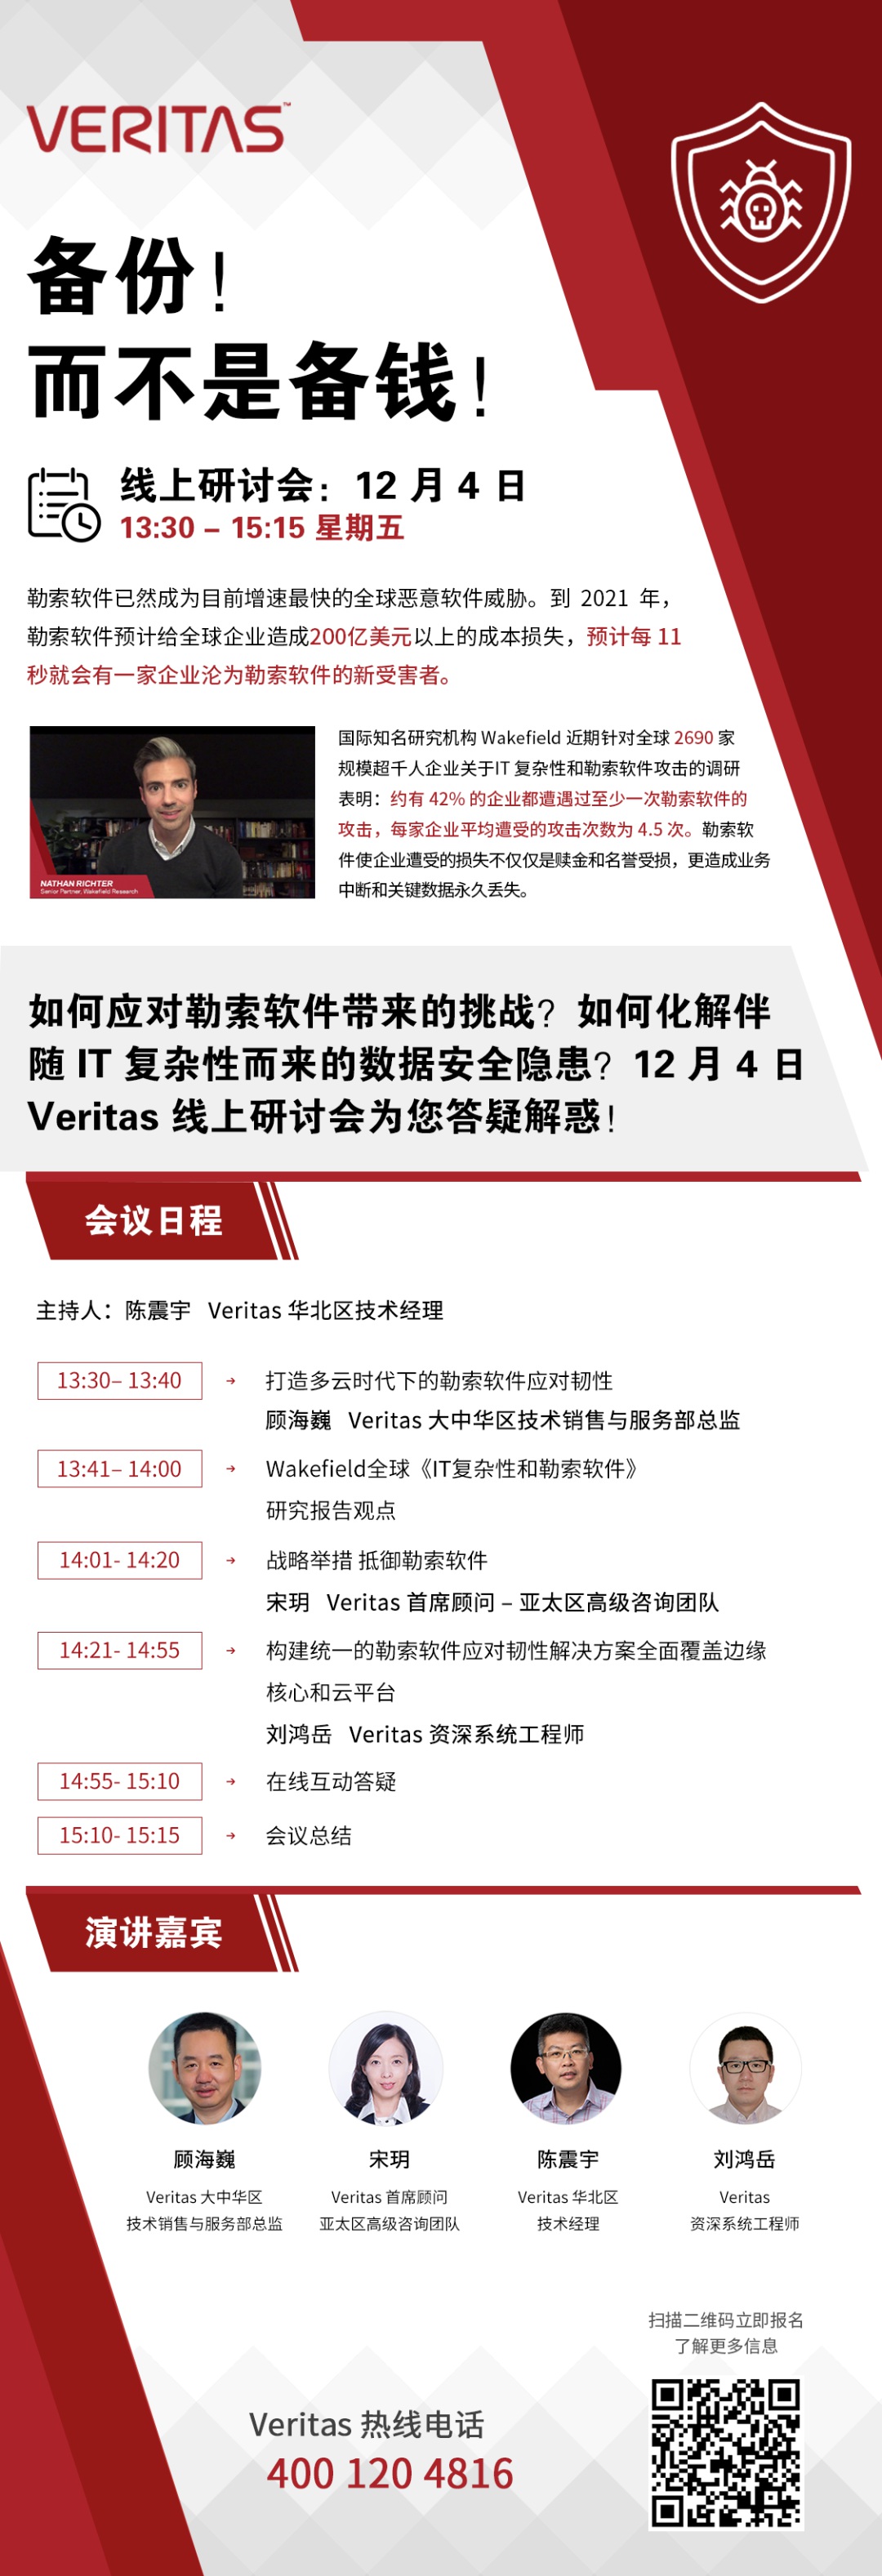 VERITAS™
备份！
而不是备钱！
线上研讨会：12 月 4 日
13:30 – 15:15 星期五
勒索软件已然成为目前增速最快的全球恶意软件威胁。到 2021 年，
勒索软件预计给全球企业造成200亿美元以上的成本损失，预计每 11
秒就会有一家企业沦为勒索软件的新受害者。
国际知名研究机构 Wakefield 近期针对全球 2690 家
规模超千人企业关于IT 复杂性和勒索软件攻击的调研
表明：约有 42% 的企业都遭遇过至少一次勒索软件的
攻击，每家企业平均遭受的攻击次数为 4.5 次。勒索软
件使企业遭受的损失不仅仅是赎金和名誉受损，更造成业务
中断和关键数据永久丢失。
NATHAN RICHTER
Senior Partner, Wakefield Research
如何应对勒索软件带来的挑战？如何化解伴
随 IT 复杂性而来的数据安全隐患？12 月 4 日
Veritas 线上研讨会为您答疑解惑！
会议日程
主持人：陈震宇 Veritas 华北区技术经理
13:30– 13:40 → 打造多云时代下的勒索软件应对韧性
顾海巍 Veritas 大中华区技术销售与服务部总监
13:41– 14:00 → Wakefield全球《IT复杂性和勒索软件》
研究报告观点
14:01- 14:20 → 战略举措 抵御勒索软件
宋玥 Veritas 首席顾问 – 亚太区高级咨询团队
14:21- 14:55 → 构建统一的勒索软件应对韧性解决方案全面覆盖边缘
核心和云平台
刘鸿岳 Veritas 资深系统工程师
14:55- 15:10 → 在线互动答疑
15:10- 15:15 → 会议总结
演讲嘉宾
顾海巍
Veritas 大中华区
技术销售与服务部总监
宋玥
Veritas 首席顾问
亚太区高级咨询团队
陈震宇
Veritas 华北区
技术经理
刘鸿岳
Veritas
资深系统工程师
扫描二维码立即报名
了解更多信息
Veritas 热线电话
400 120 4816